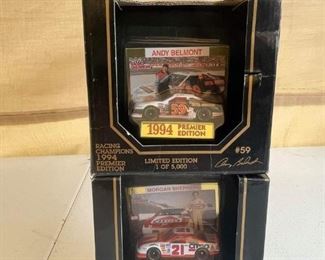 ANDY BELMONT
59
1994 PREMIER EDITION
RACING
CHAMPIONS
1994
PREMIER
EDITION
LIMITED EDITION
1 OF 5,000
#59
MORGAN SHEPHERD
21